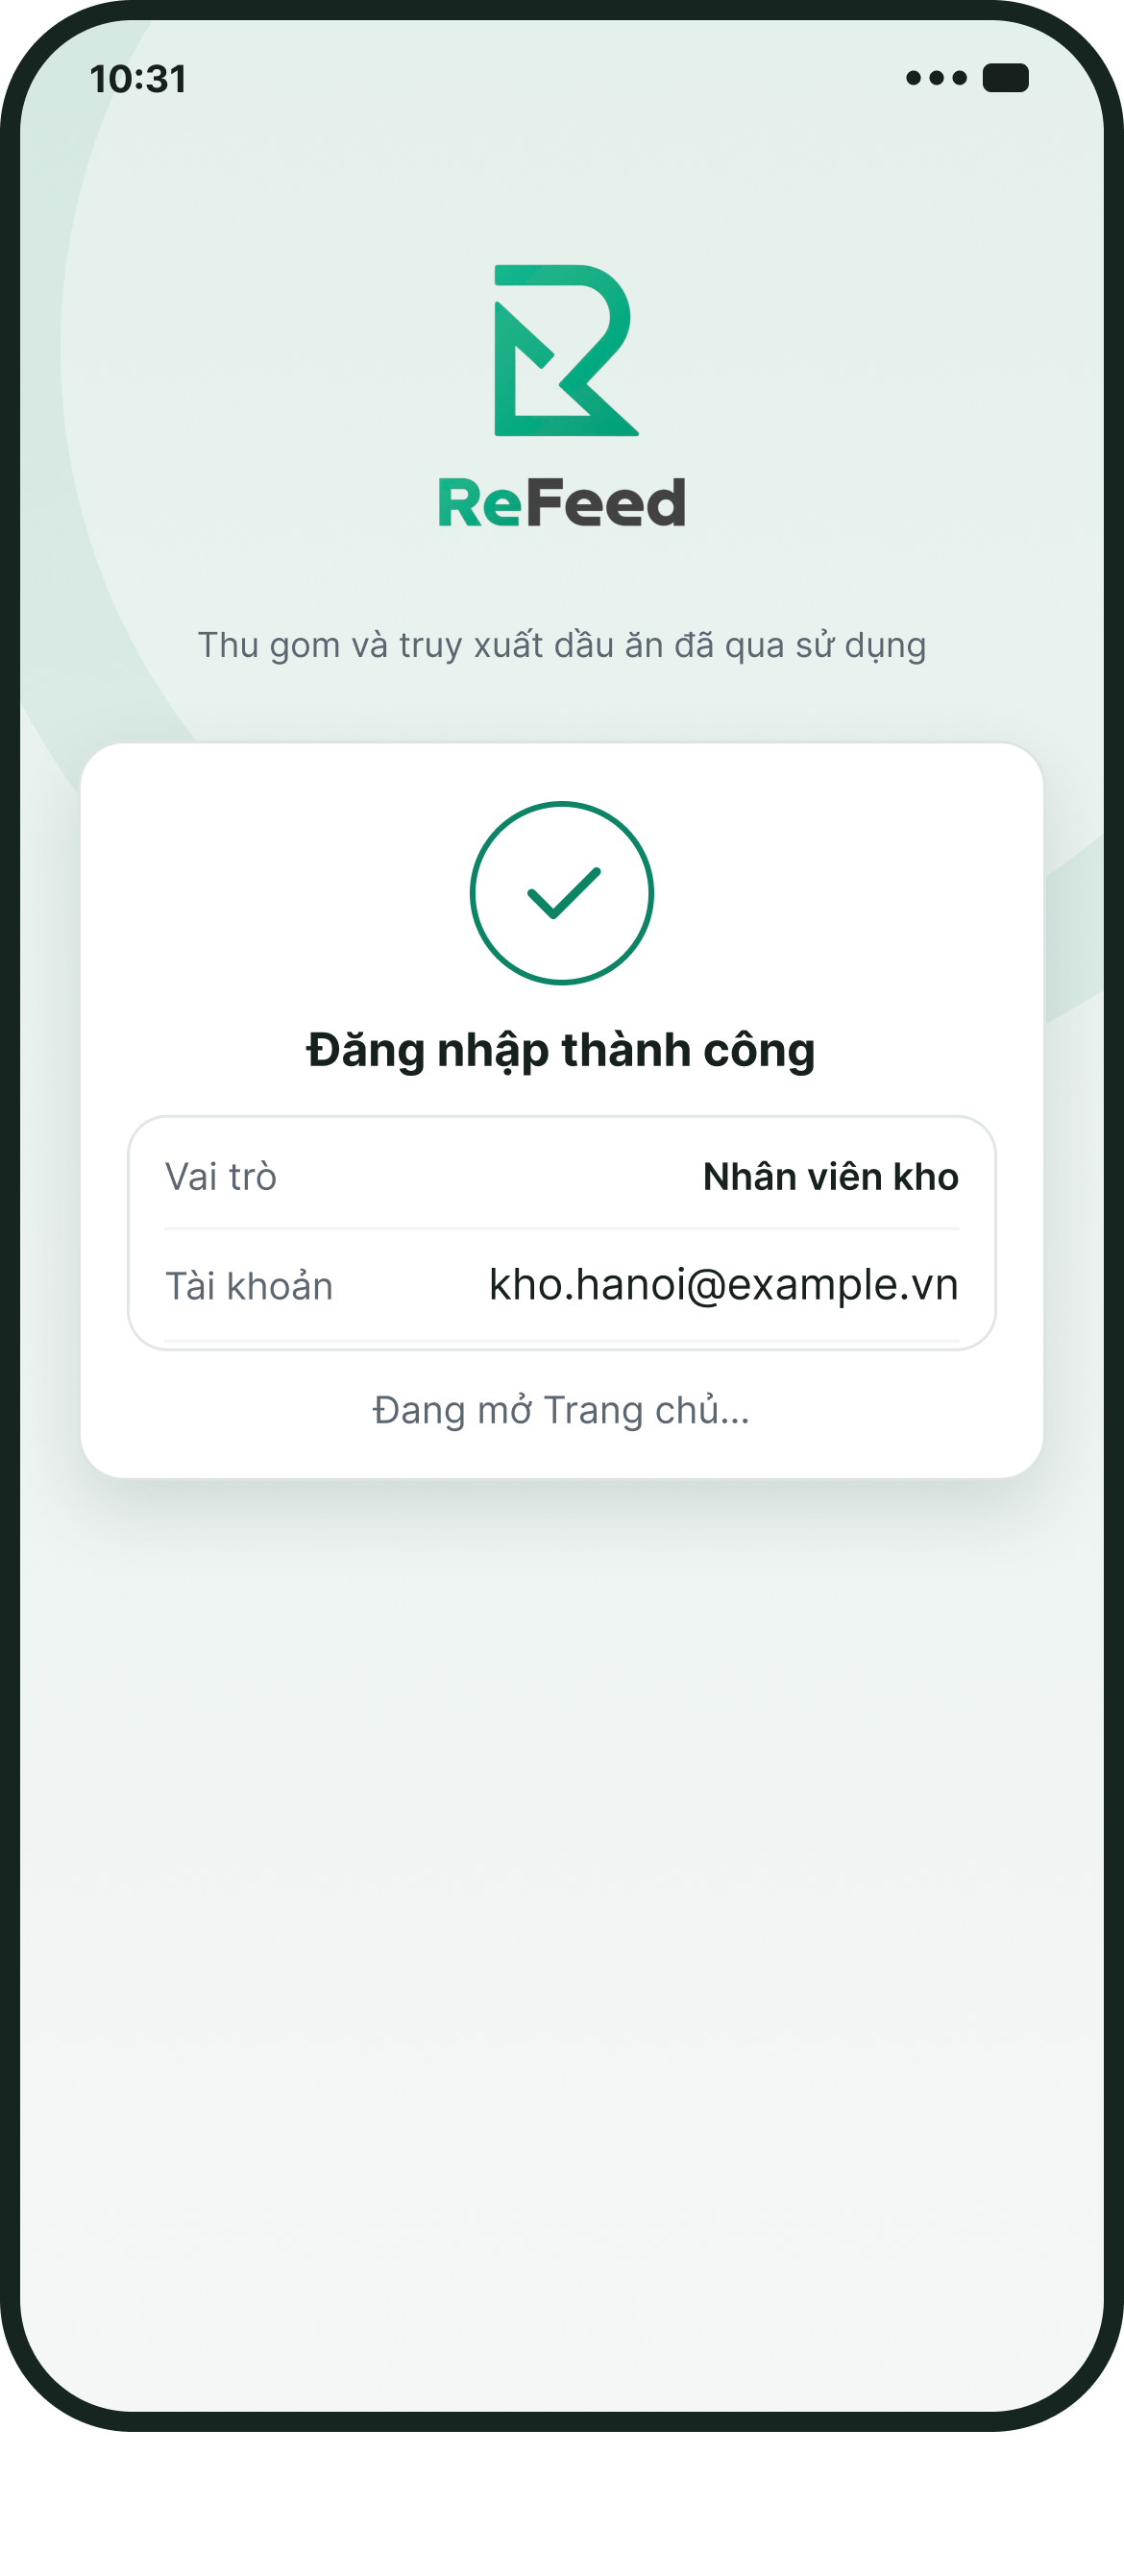 10:31
ReFeed
Thu gom và truy xuất dầu ăn đã qua sử dụng
Đăng nhập thành công
Vai trò Nhân viên kho
Tài khoản kho.hanoi@example.vn
Đang mở Trang chủ...